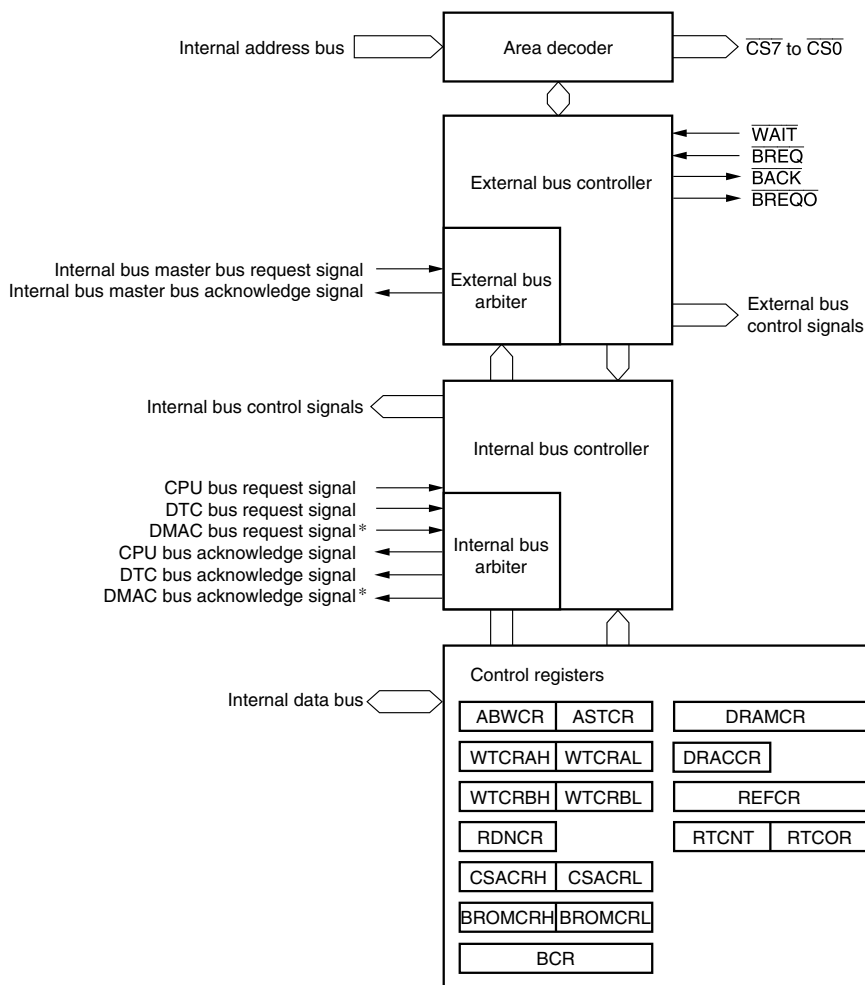 Internal address bus
Area decoder
CS7 to CS0
External bus controller
WAIT
BREQ
BACK
BREQO
Internal bus master bus request signal
Internal bus master bus acknowledge signal
External bus
arbiter
External bus
control signals
Internal bus control signals
Internal bus controller
CPU bus request signal
DTC bus request signal
DMAC bus request signal*
CPU bus acknowledge signal
DTC bus acknowledge signal
DMAC bus acknowledge signal*
Internal bus
arbiter
Internal data bus
Control registers
ABWCR ASTCR DRAMCR
WTCRAH WTCRAL DRACCR
WTCRBH WTCRBL REFCR
RDNCR RTCNT RTCOR
CSACRH CSACRL
BROMCRH BROMCRL
BCR